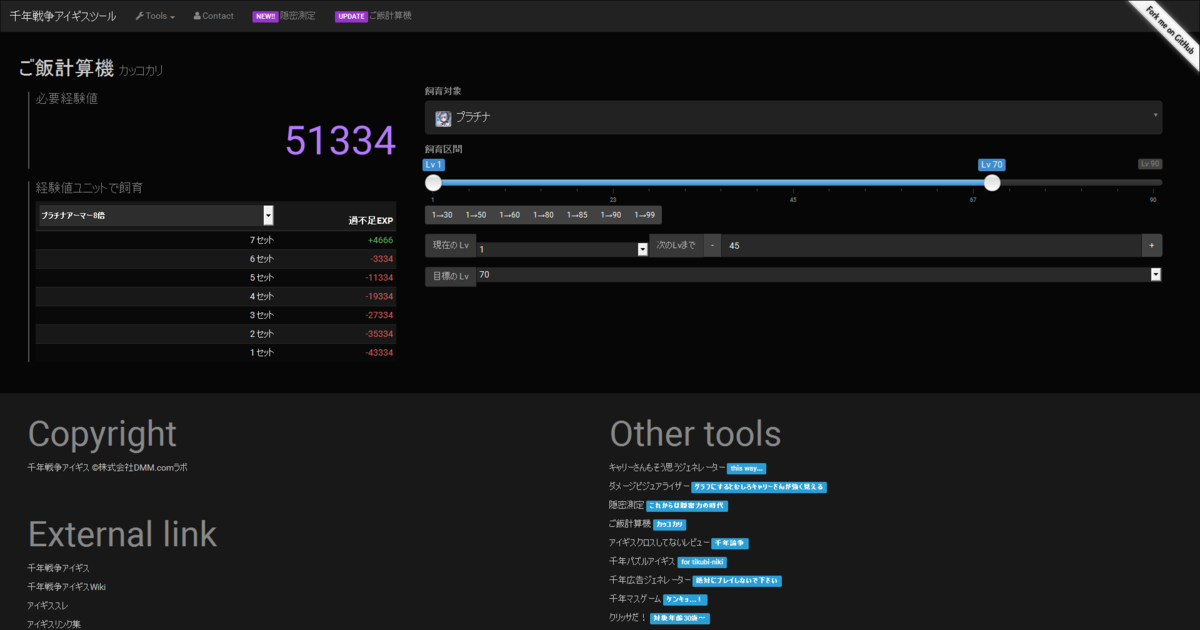 千年戦争アイギスツール Tools Contact NEW!! 隠密測定 UPDATE ご飯計算機
Fork me on GitHub
ご飯計算機 カッコカリ
必要経験値
51334
経験値ユニットで飼育
プラチナアーマー8倍 過不足EXP
7 セット +4666
6 セット -3334
5 セット -11334
4 セット -19334
3 セット -27334
2 セット -35334
1 セット -43334
飼育対象
プラチナ
飼育区間
Lv 1 Lv 70 Lv 90
1 23 45 67 90
1→30 1→50 1→60 1→80 1→85 1→90 1→99
現在の Lv 1 次のLvまで - 45 +
目標の Lv 70
Copyright
千年戦争アイギス ©株式会社DMM.comラボ
External link
千年戦争アイギス
千年戦争アイギスWiki
アイギススレ
アイギスリンク集
Other tools
キャリーさんもそう思うジェネレーター this way...
ダメージビジュアライザー グラフにするとむしろキャリーさんが強く見える
隠密測定 これからは隠密力の時代
ご飯計算機 カッコカリ
アイギスクロスしてないレビュー 千年論争
千年パズルアイギス for tikubi-niki
千年広告ジェネレーター 絶対にプレイしないで下さい
千年マスゲーム ケンキョ...！
クリッサだ！ 対象年齢30歳〜